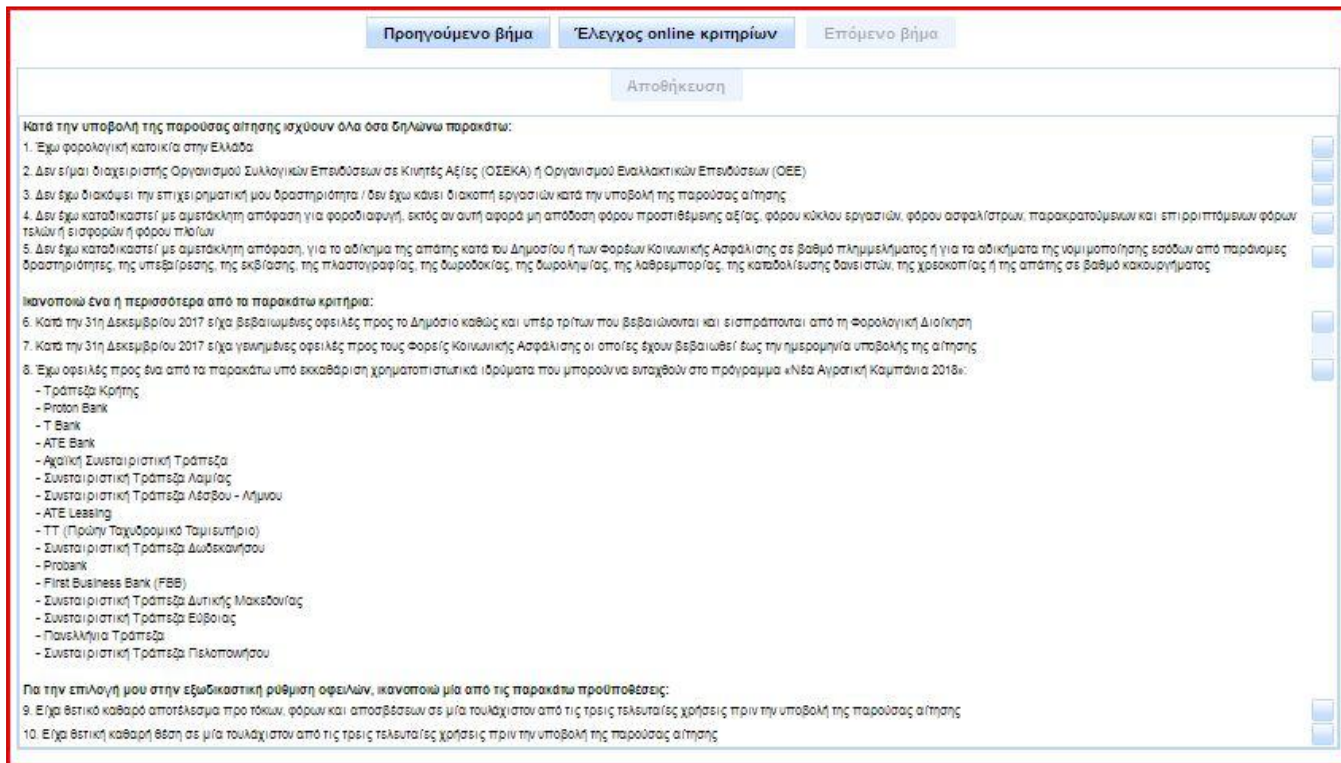 Προηγούμενο βήμα Έλεγχος online κριτηρίων Επόμενο βήμα
Αποθήκευση
Κατά την υποβολή της παρούσας αίτησης ισχύουν όλα όσα δηλώνω παρακάτω:
1. Έχω φορολογική κατοικία στην Ελλάδα
2. Δεν είμαι διαχειριστής Οργανισμού Συλλογικών Επενδύσεων σε Κινητές Αξίες (ΟΣΕΚΑ) ή Οργανισμού Εναλλακτικών Επενδύσεων (ΟΕΕ)
3. Δεν έχω διακόψει την επιχειρηματική μου δραστηριότητα / δεν έχω κάνει διακοπή εργασιών κατά την υποβολή της παρούσας αίτησης
4. Δεν έχω καταδικαστεί με αμετάκλητη απόφαση για φοροδιαφυγή, εκτός αν αυτή αφορά μη απόδοση φόρου προστιθέμενης αξίας, φόρου κύκλου εργασιών, φόρου ασφαλίστρων, παρακρατούμενων και επιρριπτόμενων φόρων
τελών ή εισφορών ή φόρου πλοίων
5. Δεν έχω καταδικαστεί με αμετάκλητη απόφαση, για το αδίκημα της απάτης κατά του Δημοσίου ή των Φορέων Κοινωνικής Ασφάλισης σε βαθμό πλημμελήματος ή για τα αδικήματα της νομιμοποίησης εσόδων από παράνομες
δραστηριότητες, της υπεξαίρεσης, της εκβίασης, της πλαστογραφίας, της δωροδοκίας, της δωροληψίας, της λαθρεμπορίας, της καταδολίευσης δανειστών, της χρεοκοπίας ή της απάτης σε βαθμό κακουργήματος
Ικανοποιώ ένα ή περισσότερα από τα παρακάτω κριτήρια:
6. Κατά την 31η Δεκεμβρίου 2017 είχα βεβαιωμένες οφειλές προς το Δημόσιο καθώς και υπέρ τρίτων που βεβαιώνονται και εισπράττονται από τη Φορολογική Διοίκηση
7. Κατά την 31η Δεκεμβρίου 2017 είχα γεννημένες οφειλές προς τους Φορείς Κοινωνικής Ασφάλισης οι οποίες έχουν βεβαιωθεί έως την ημερομηνία υποβολής της αίτησης
8. Έχω οφειλές προς ένα από τα παρακάτω υπό εκκαθάριση χρηματοπιστωτικά ιδρύματα που μπορούν να ενταχθούν στο πρόγραμμα «Νέα Αγροτική Καμπάνια 2018»:
- Τράπεζα Κρήτης
- Proton Bank
- T Bank
- ATE Bank
- Αχαϊκή Συνεταιριστική Τράπεζα
- Συνεταιριστική Τράπεζα Λαμίας
- Συνεταιριστική Τράπεζα Λέσβου - Λήμνου
- ATE Leasing
- ΤΤ (Πρώην Ταχυδρομικό Ταμιευτήριο)
- Συνεταιριστική Τράπεζα Δωδεκανήσου
- Probank
- First Business Bank (FBB)
- Συνεταιριστική Τράπεζα Δυτικής Μακεδονίας
- Συνεταιριστική Τράπεζα Εύβοιας
- Πανελλήνια Τράπεζα
- Συνεταιριστική Τράπεζα Πελοποννήσου
Για την επιλογή μου στην εξωδικαστική ρύθμιση οφειλών, ικανοποιώ μία από τις παρακάτω προϋποθέσεις:
9. Είχα θετικό καθαρό αποτέλεσμα προ τόκων, φόρων και αποσβέσεων σε μία τουλάχιστον από τις τρεις τελευταίες χρήσεις πριν την υποβολή της παρούσας αίτησης
10. Είχα θετική καθαρή θέση σε μία τουλάχιστον από τις τρεις τελευταίες χρήσεις πριν την υποβολή της παρούσας αίτησης